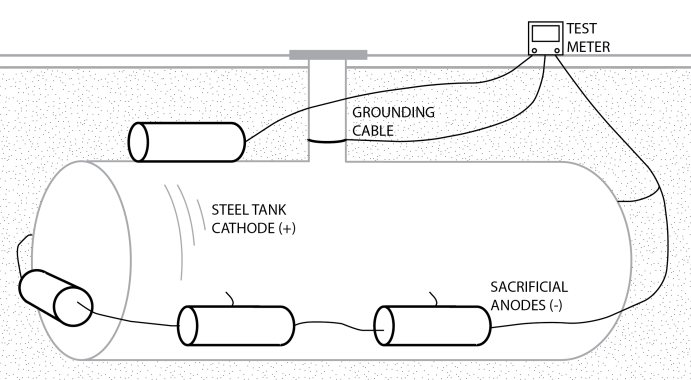 TEST
METER
GROUNDING
CABLE
STEEL TANK
CATHODE (+)
SACRIFICIAL
ANODES (-)